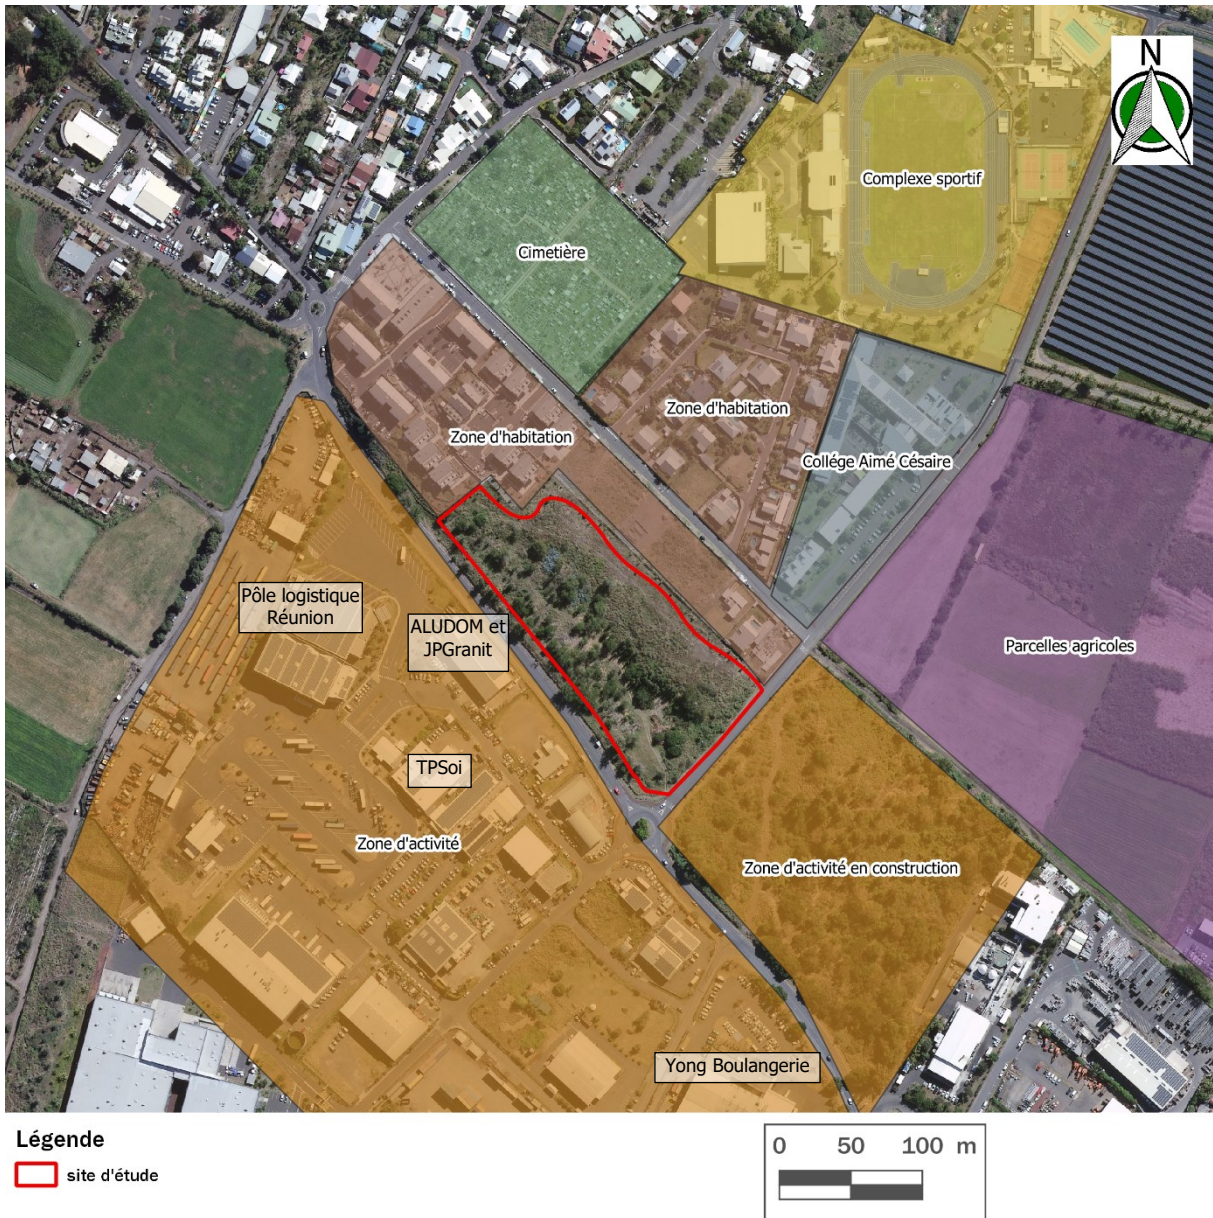 N
Complexe sportif
Cimetière
Zone d'habitation
Zone d'habitation
Collége Aimé Césaire
Pôle logistique
Réunion
ALUDOM et
JPGranit
Parcelles agricoles
TPSoi
Zone d'activité
Zone d'activité en construction
Yong Boulangerie
Légende
site d'étude
0 50 100 m